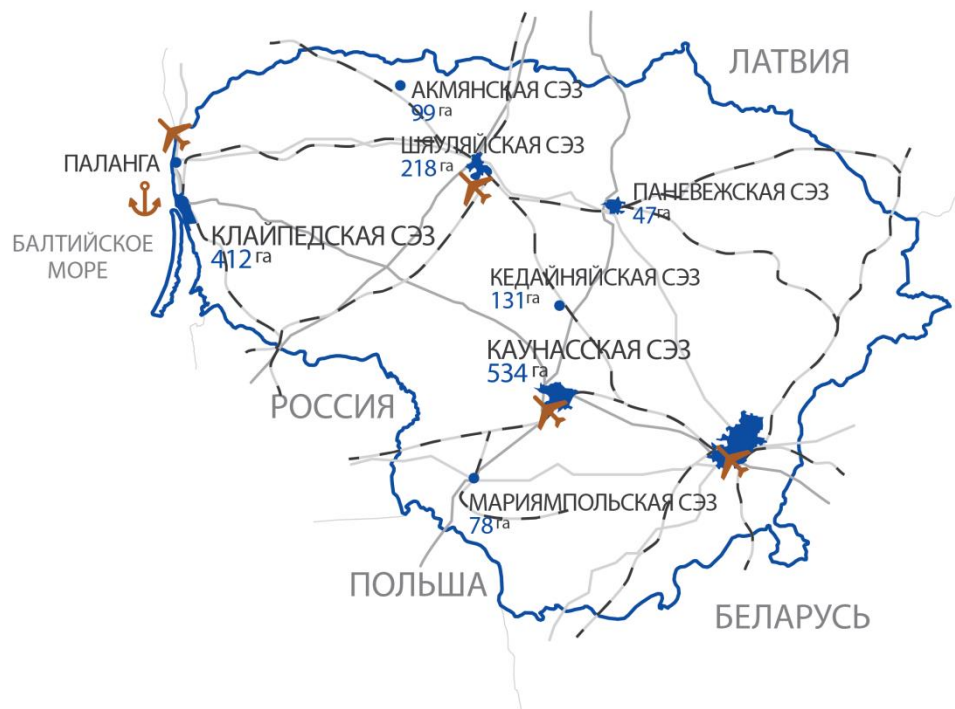 ЛАТВИЯ
АКМЯНСКАЯ СЭЗ
99 га
ШЯУЛЯЙСКАЯ СЭЗ
218 га
ПАЛАНГА
ПАНЕВЕЖСКАЯ СЭЗ
47 га
БАЛТИЙСКОЕ
МОРЕ
КЛАЙПЕДСКАЯ СЭЗ
412 га
КЕДАЙНЯЙСКАЯ СЭЗ
131 га
КАУНАССКАЯ СЭЗ
534 га
РОССИЯ
МАРИЯМПОЛЬСКАЯ СЭЗ
78 га
ПОЛЬША
БЕЛАРУСЬ